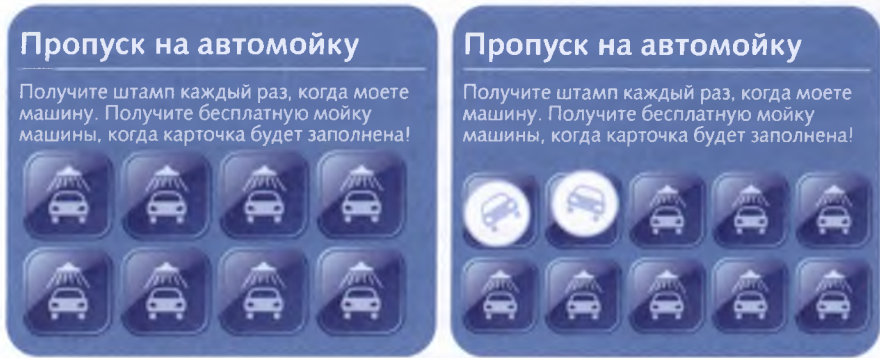 Пропуск на автомойку
Получите штамп каждый раз, когда моете
машину. Получите бесплатную мойку
машины, когда карточка будет заполнена!
Пропуск на автомойку
Получите штамп каждый раз, когда моете
машину. Получите бесплатную мойку
машины, когда карточка будет заполнена!